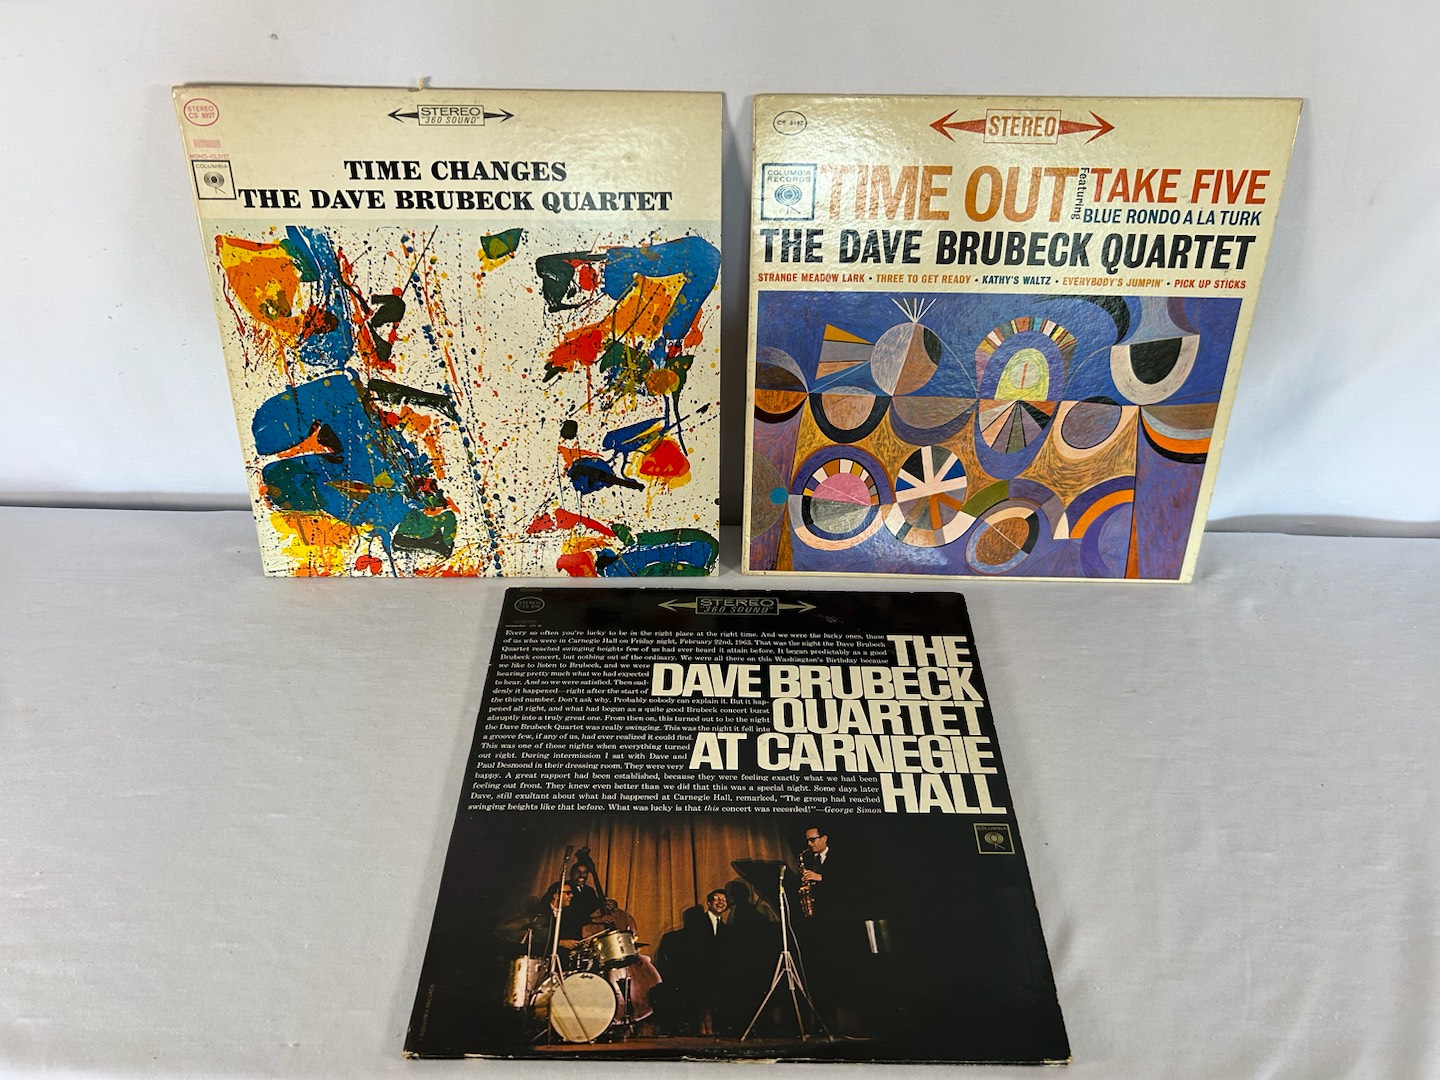 STEREO
CS 8927
STEREO
"360 SOUND"
COLUMBIA
TIME CHANGES
THE DAVE BRUBECK QUARTET
CS 8192
STEREO
COLUMBIA
RECORDS
TIME OUT
Featuring
TAKE FIVE
BLUE RONDO A LA TURK
THE DAVE BRUBECK QUARTET
STRANGE MEADOW LARK • THREE TO GET READY • KATHY'S WALTZ • EVERYBODY'S JUMPIN' • PICK UP STICKS
STEREO
STEREO
"360 SOUND"
Every so often you're lucky to be in the right place at the right time. And we were the lucky ones, those
of us who were in Carnegie Hall on Friday night, February 22nd, 1963. That was the night the Dave Brubeck
Quartet reached swinging heights few of us had ever heard it attain before. It began predictably as a good
Brubeck concert, but nothing out of the ordinary. We were all there on this Washington's Birthday because
we like to listen to Brubeck, and we were
hearing pretty much what we had expected
to hear. And so we were satisfied. Then sud-
denly it happened—right after the start of
the third number. Don't ask why. Probably nobody can explain it. But it hap-
pened all right, and what had begun as a quite good Brubeck concert burst
abruptly into a truly great one. From then on, this turned out to be the night
the Dave Brubeck Quartet was really swinging. This was the night it fell into
a groove few, if any of us, had ever realized it could find.
This was one of those nights when everything turned
out right. During intermission I sat with Dave and
Paul Desmond in their dressing room. They were very
happy. A great rapport had been established, because they were feeling exactly what we had been
feeling out front. They knew even better than we did that this was a special night. Some days later
Dave, still exultant about what had happened at Carnegie Hall, remarked, "The group had reached
swinging heights like that before. What was lucky is that this concert was recorded!"—George Simon
THE
DAVE BRUBECK
QUARTET
AT CARNEGIE
HALL
COLUMBIA
COLUMBIA RECORDS